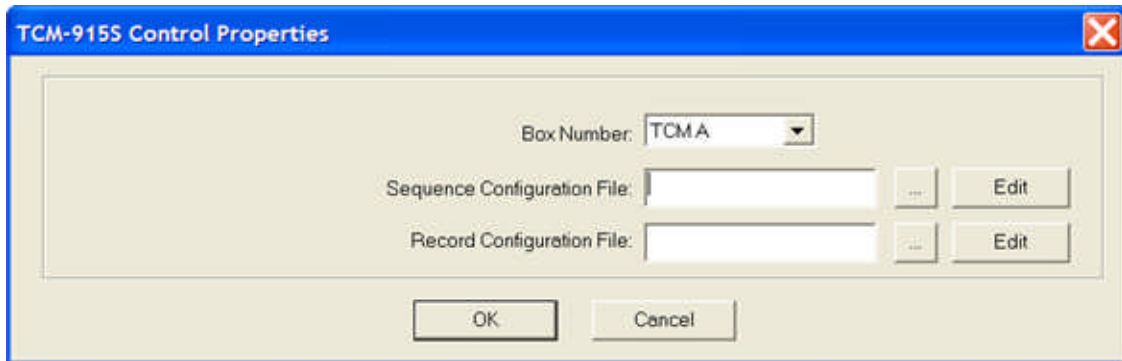 TCM-915S Control Properties
Box Number: TCM A
Sequence Configuration File: ... Edit
Record Configuration File: ... Edit
OK Cancel